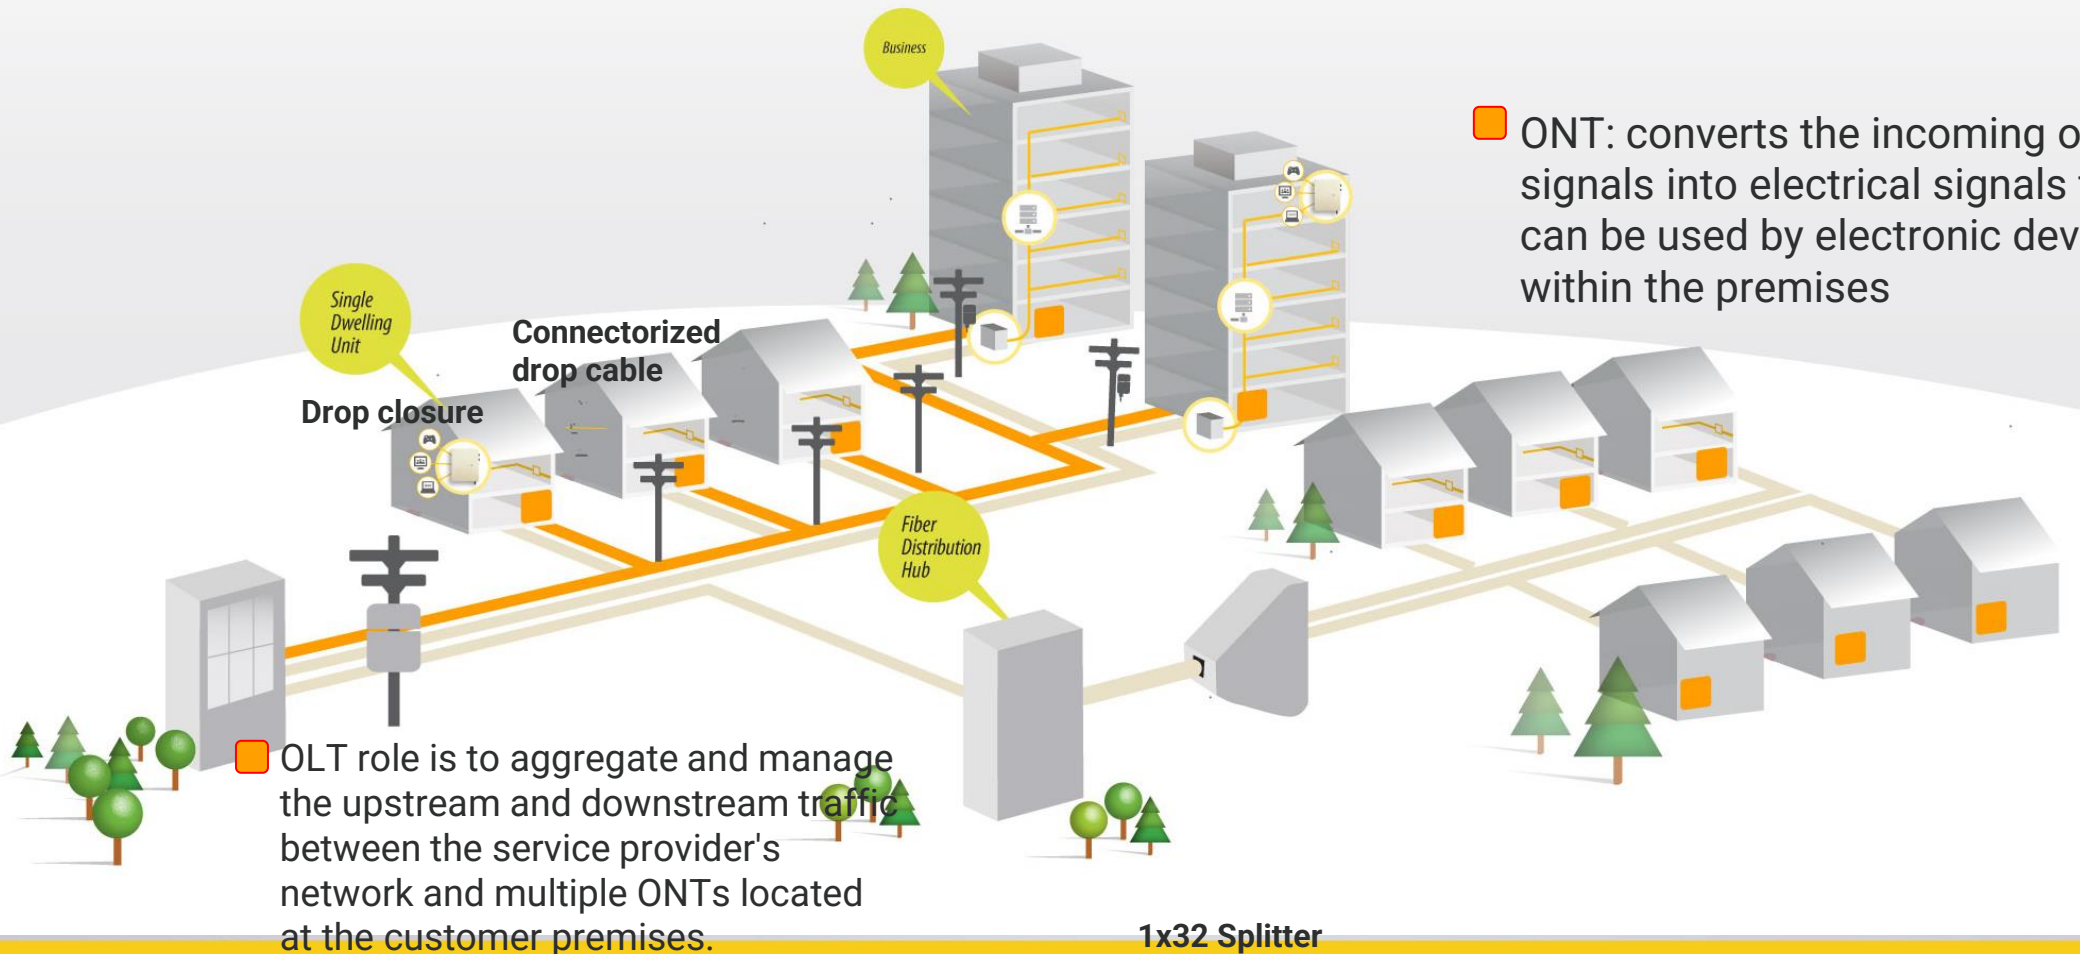 Business
ONT: converts the incoming
signals into electrical signals
can be used by electronic
within the premises
Single
Dwelling
Unit
Connectorized
drop cable
Drop closure
Fiber
Distribution
Hub
OLT role is to aggregate and manage
the upstream and downstream traffic
between the service provider's
network and multiple ONTs located
at the customer premises.
1x32 Splitter